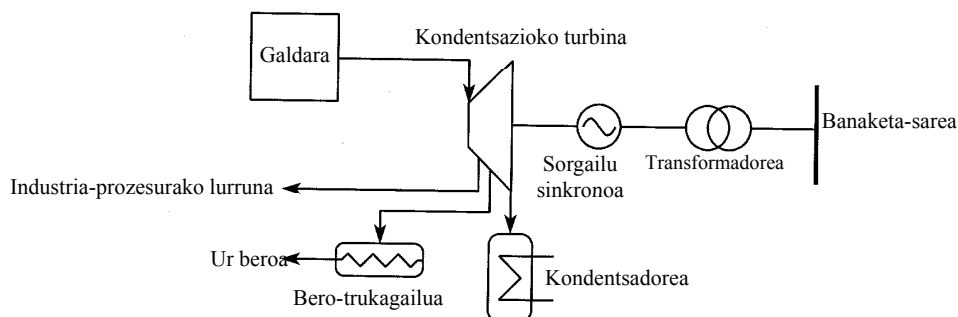 Kondentsazioko turbina
Galdara
Banaketa-sarea
Sorgailu
sinkronoa
Transformadorea
Industria-prozesurako lurruna
Ur beroa
Bero-trukagailua
Kondentsadorea